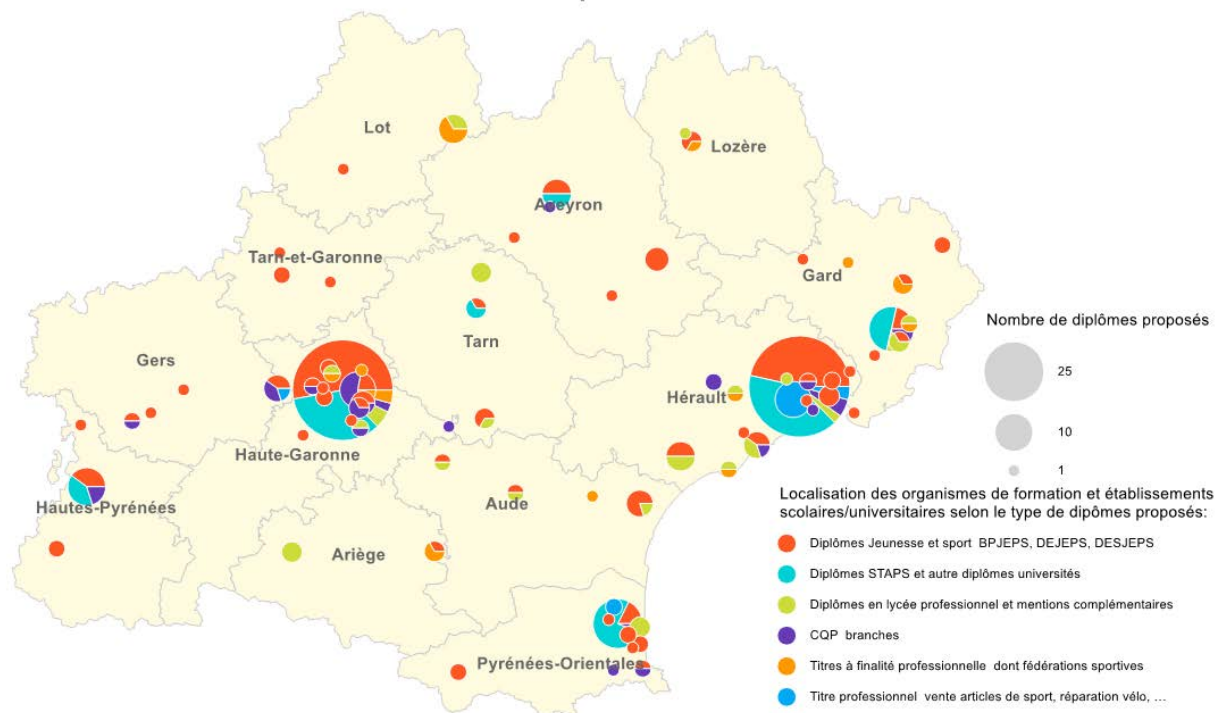 Lot
Lozère
Aveyron
Tarn-et-Garonne
Gard
Nombre de diplômes proposés
Tarn
Gers
25
Hérault
10
Haute-Garonne
1
Localisation des organismes de formation et établissements
scolaires/universitaires selon le type de dipômes proposés:
Hautes-Pyrénées
Aude
Diplômes Jeunesse et sport BPJEPS, DEJEPS, DESJEPS
Ariège
Diplômes STAPS et autre diplômes universités
Diplômes en lycée professionnel et mentions complémentaires
CQP branches
Pyrénées-Orientales
Titres à finalité professionnelle dont fédérations sportives
Titre professionnel vente articles de sport, réparation vélo, ...